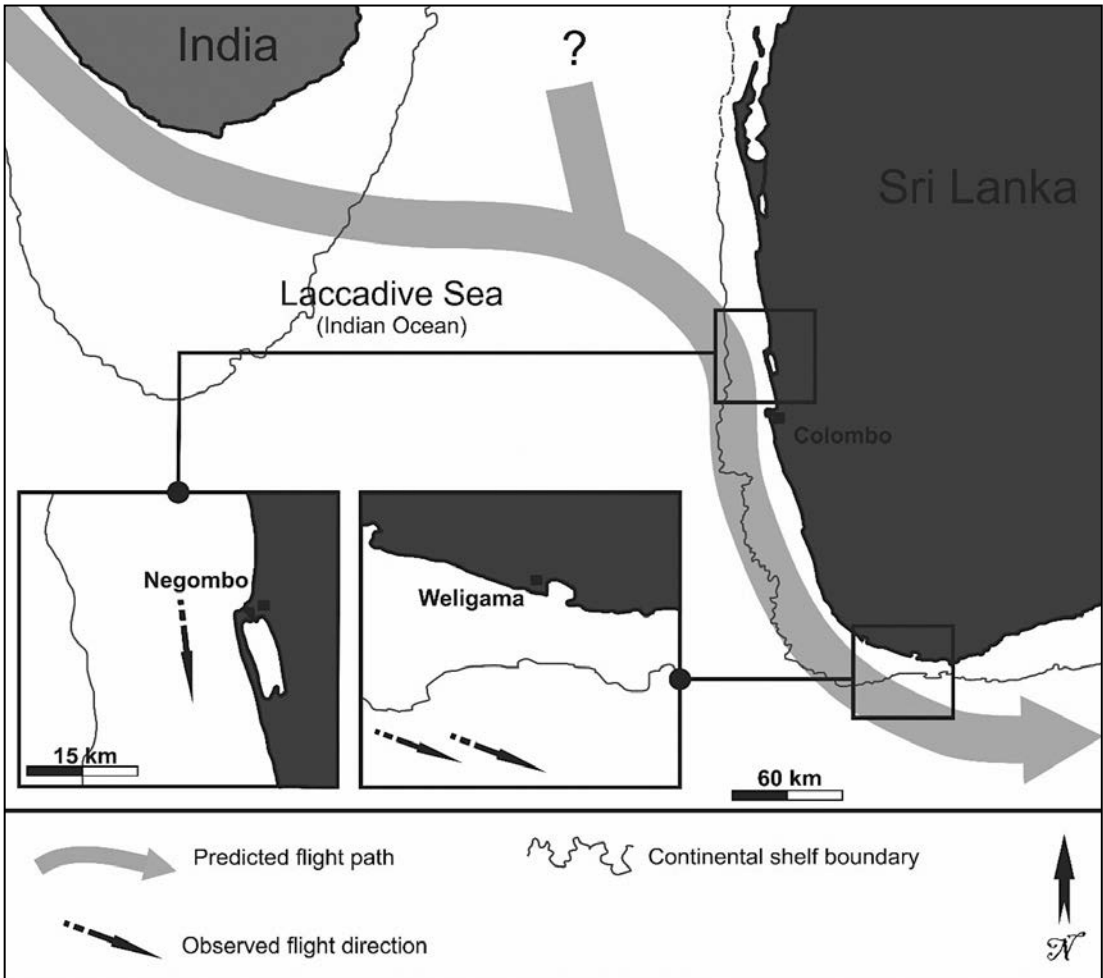 India
?
Sri Lanka
Laccadive Sea
(Indian Ocean)
Colombo
Negombo
15 km
Weligama
60 km
Predicted flight path
Continental shelf boundary
Observed flight direction
N